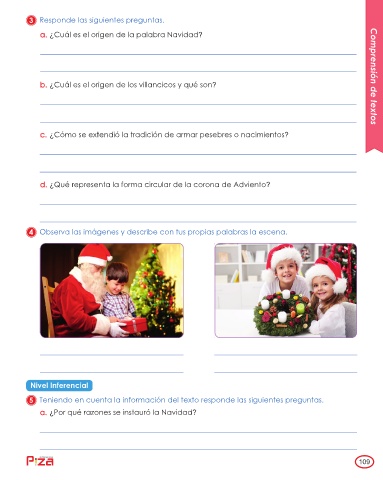 3 Responde las siguientes preguntas.
a. ¿Cuál es el origen de la palabra Navidad?
b. ¿Cuál es el origen de los villancicos y qué son?
c. ¿Cómo se extendió la tradición de armar pesebres o nacimientos?
d. ¿Qué representa la forma circular de la corona de Adviento?
Comprensión de textos
4 Observa las imágenes y describe con tus propias palabras la escena.
Nivel Inferencial
5 Teniendo en cuenta la información del texto responde las siguientes preguntas.
a. ¿Por qué razones se instauró la Navidad?
P:ZA
109